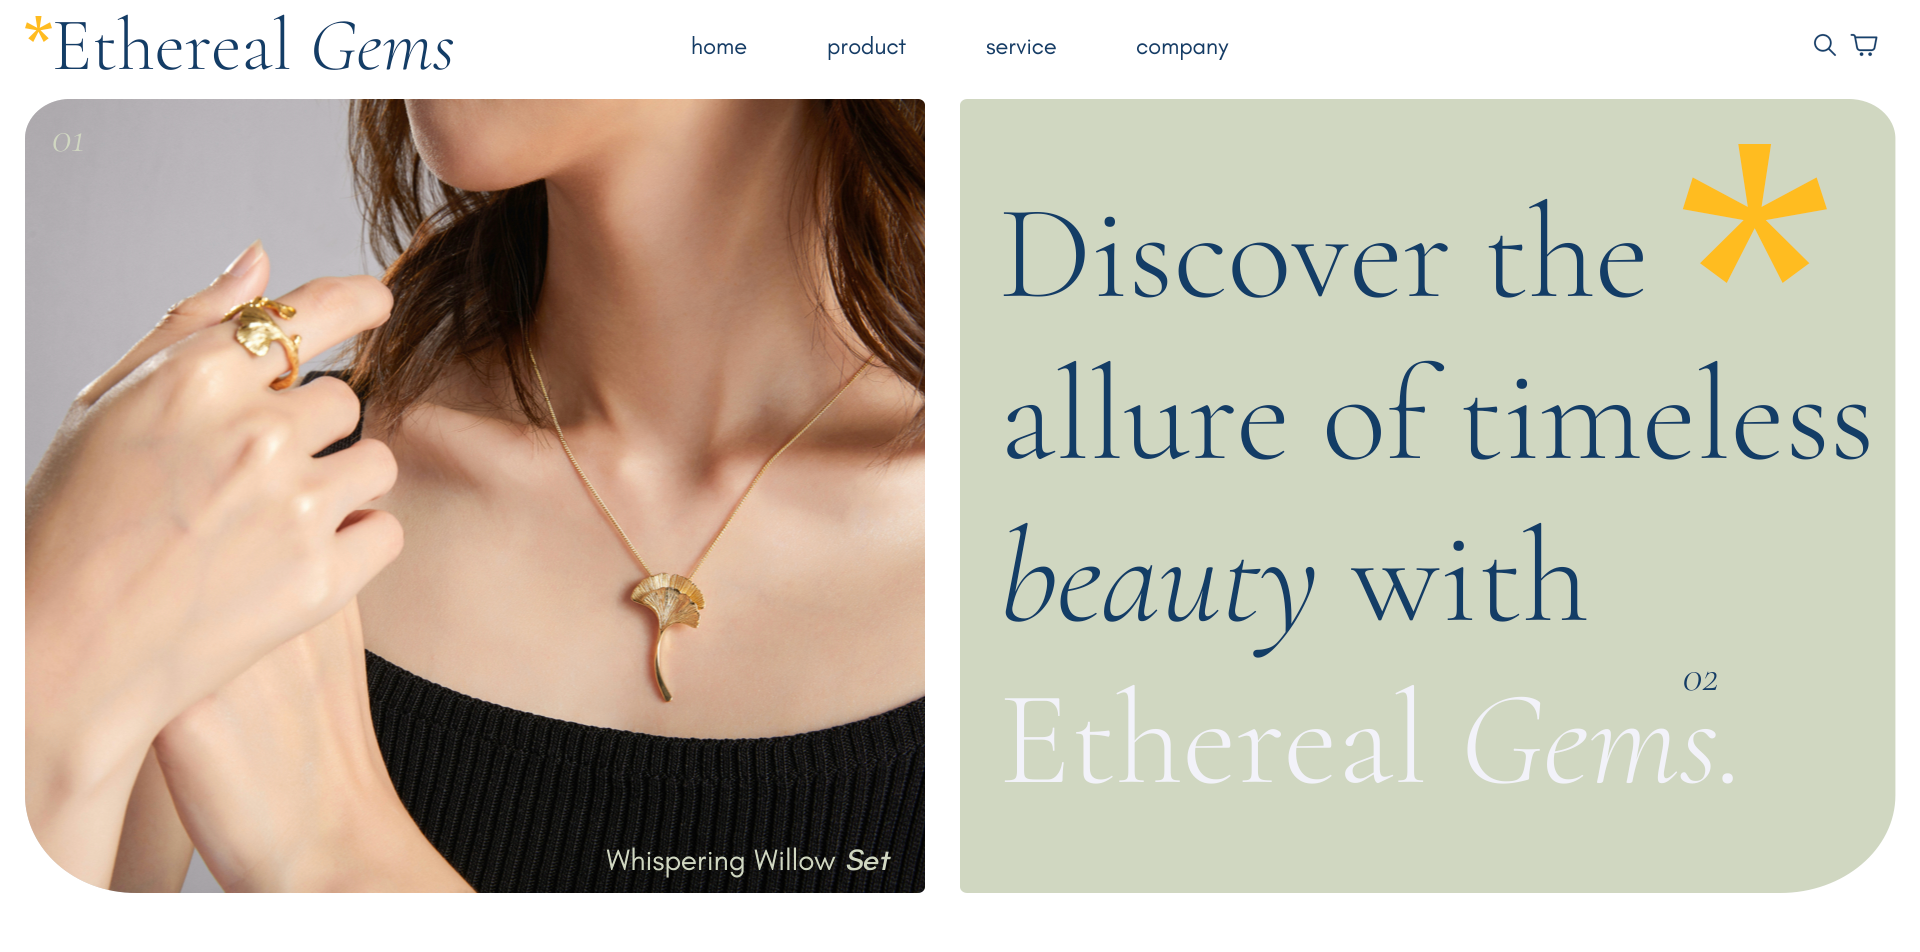 *Ethereal Gems
home product service company
01
Whispering Willow Set
Discover the *
allure of timeless
beauty with
02
Ethereal Gems.